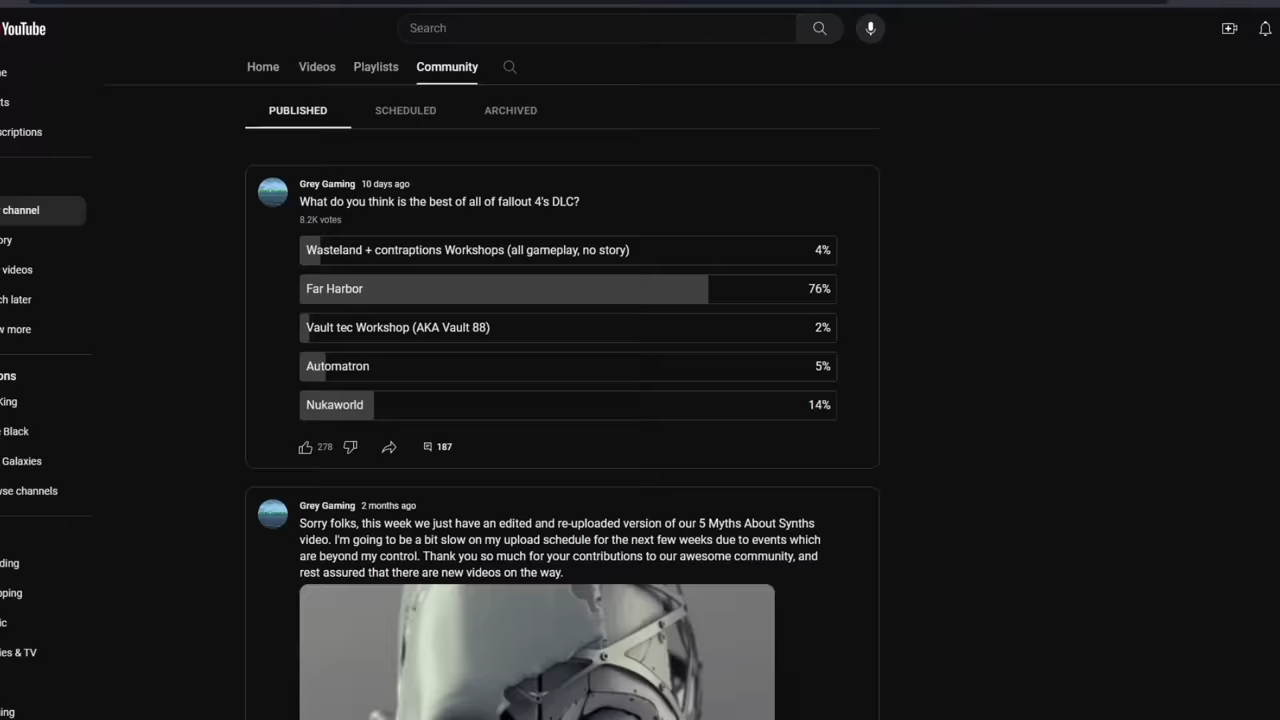 YouTube
Search
Home Videos Playlists Community
PUBLISHED SCHEDULED ARCHIVED
Grey Gaming 10 days ago
What do you think is the best of all of fallout 4's DLC?
8.2K votes
Wasteland + contraptions Workshops (all gameplay, no story) 4%
Far Harbor 76%
Vault tec Workshop (AKA Vault 88) 2%
Automatron 5%
Nukaworld 14%
278 187
Grey Gaming 2 months ago
Sorry folks, this week we just have an edited and re-uploaded version of our 5 Myths About Synths
video. I'm going to be a bit slow on my upload schedule for the next few weeks due to events which
are beyond my control. Thank you so much for your contributions to our awesome community, and
rest assured that there are new videos on the way.
ne
ts
scriptions
channel
ory
videos
ch later
w more
ons
King
Black
Galaxies
wse channels
ding
pping
ic
ies & TV
ning